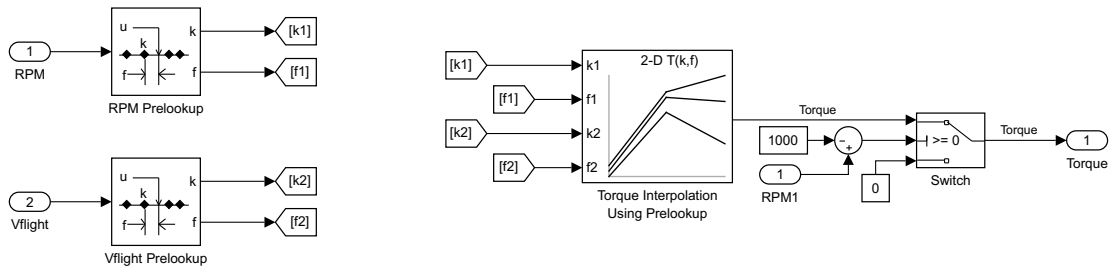 u
k
k
[k1]
1
f
f
[f1]
RPM
RPM Prelookup
u
k
k
[k2]
2
f
f
[f2]
Vflight
Vflight Prelookup
2-D T(k,f)
[k1]
k1
[f1]
f1
[k2]
k2
[f2]
f2
Torque Interpolation
Using Prelookup
Torque
1000
−
+
1
RPM1
0
>= 0
Switch
Torque
1
Torque